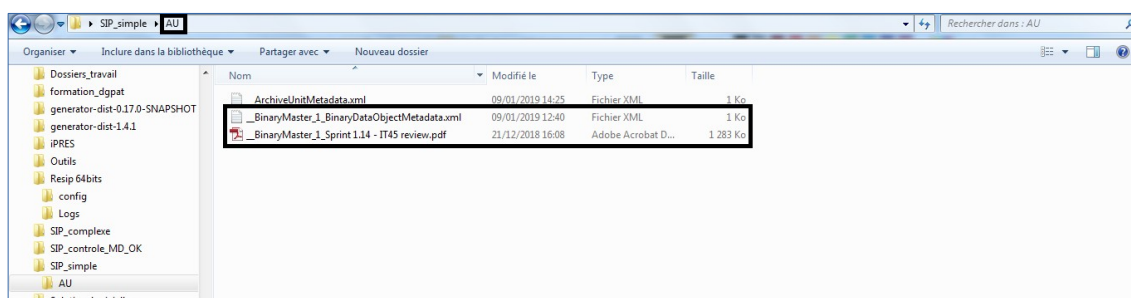 SIP_simple AU Rechercher dans : AU
Organiser Inclure dans la bibliothèque Partager avec Nouveau dossier
Dossiers_travail Nom Modifié le Type Taille
formation_dgpat ArchiveUnitMetadata.xml 09/01/2019 14:25 Fichier XML 1 Ko
generator-dist-0.17.0-SNAPSHOT __BinaryMaster_1_BinaryDataObjectMetadata.xml 09/01/2019 12:40 Fichier XML 1 Ko
generator-dist-1.4.1 __BinaryMaster_1_Sprint 1.14 - IT45 review.pdf 21/12/2018 16:08 Adobe Acrobat D... 1 283 Ko
iPRES
Outils
Resip 64bits
config
Logs
SIP_complexe
SIP_controle_MD_OK
SIP_simple
AU